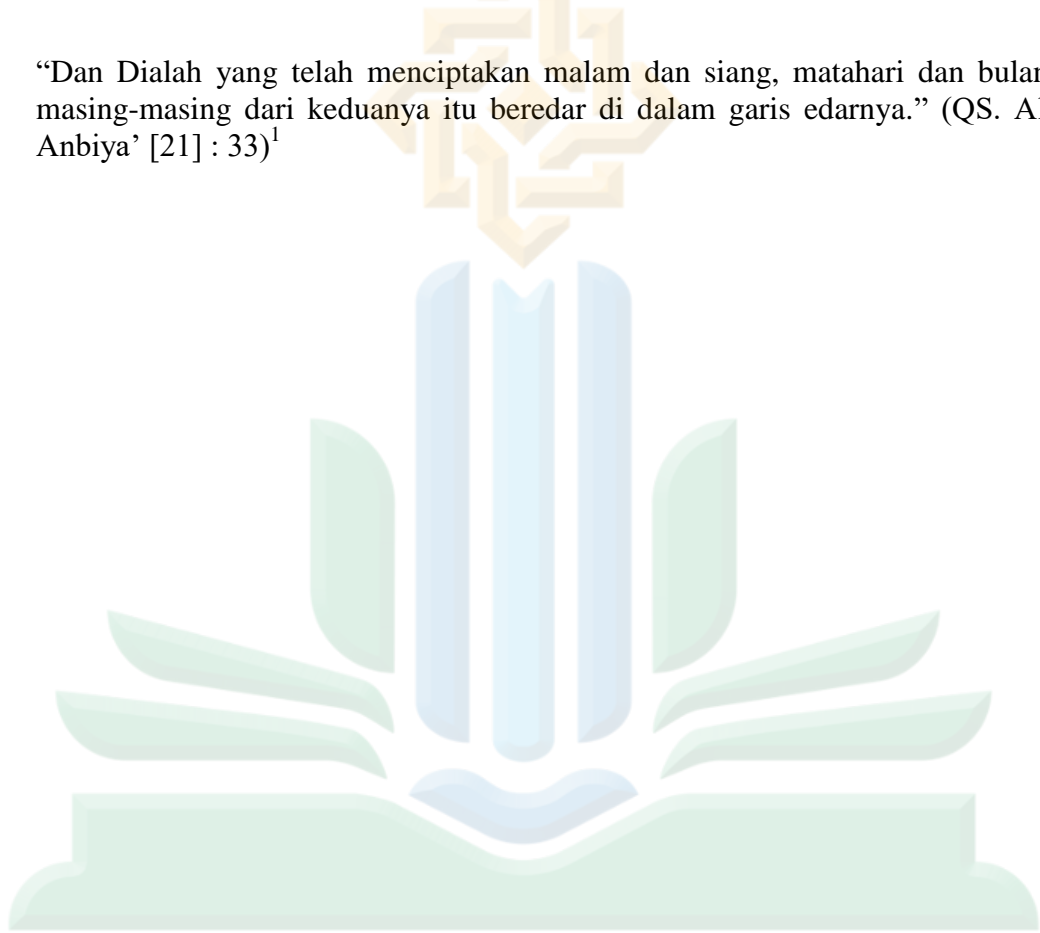 “Dan Dialah yang telah menciptakan malam dan siang, matahari dan bulan
masing-masing dari keduanya itu beredar di dalam garis edarnya.” (QS. Al
Anbiya’ [21] : 33)¹